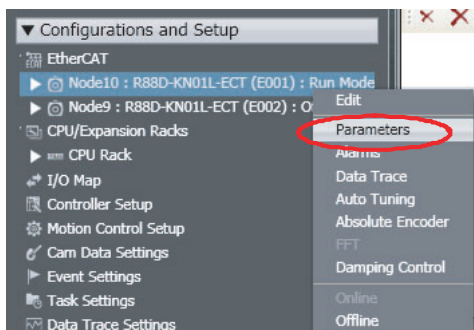 ▼ Configurations and Setup
EtherCAT
▶ Node10 : R88D-KN01L-ECT (E001) : Run Mode
▶ Node9 : R88D-KN01L-ECT (E002) : O
CPU/Expansion Racks
▶ CPU Rack
I/O Map
Controller Setup
Motion Control Setup
Cam Data Settings
Event Settings
Task Settings
Data Trace Settings
Edit
Parameters
Alarms
Data Trace
Auto Tuning
Absolute Encoder
FFT
Damping Control
Online
Offline